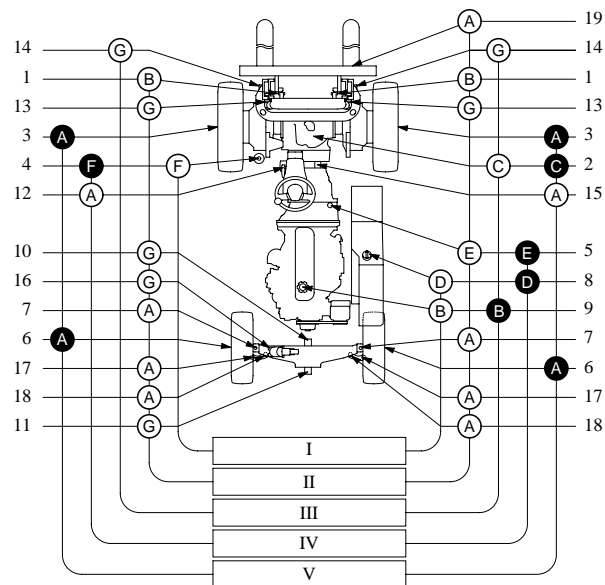 A 19
14 G G 14
1 B B 1
13 G G 13
3 A A 3
4 F F C C 2
12 A A 15
E E 5
10 G
16 G D D 8
7 A B B 9
6 A A 7
17 A A 6
18 A A 17
11 G A 18
I
II
III
IV
V